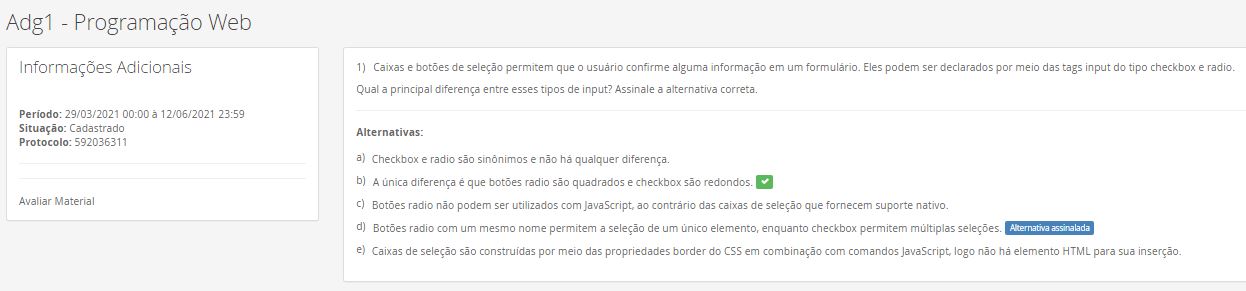 Adg1 - Programação Web
Informações Adicionais
Período: 29/03/2021 00:00 à 12/06/2021 23:59
Situação: Cadastrado
Protocolo: 592036311
Avaliar Material
1) Caixas e botões de seleção permitem que o usuário confirme alguma informação em um formulário. Eles podem ser declarados por meio das tags input do tipo checkbox e radio.
Qual a principal diferença entre esses tipos de input? Assinale a alternativa correta.
Alternativas:
a) Checkbox e radio são sinônimos e não há qualquer diferença.
b) A única diferença é que botões radio são quadrados e checkbox são redondos.
c) Botões radio não podem ser utilizados com JavaScript, ao contrário das caixas de seleção que fornecem suporte nativo.
d) Botões radio com um mesmo nome permitem a seleção de um único elemento, enquanto checkbox permitem múltiplas seleções. Alternativa assinalada
e) Caixas de seleção são construídas por meio das propriedades border do CSS em combinação com comandos JavaScript, logo não há elemento HTML para sua inserção.